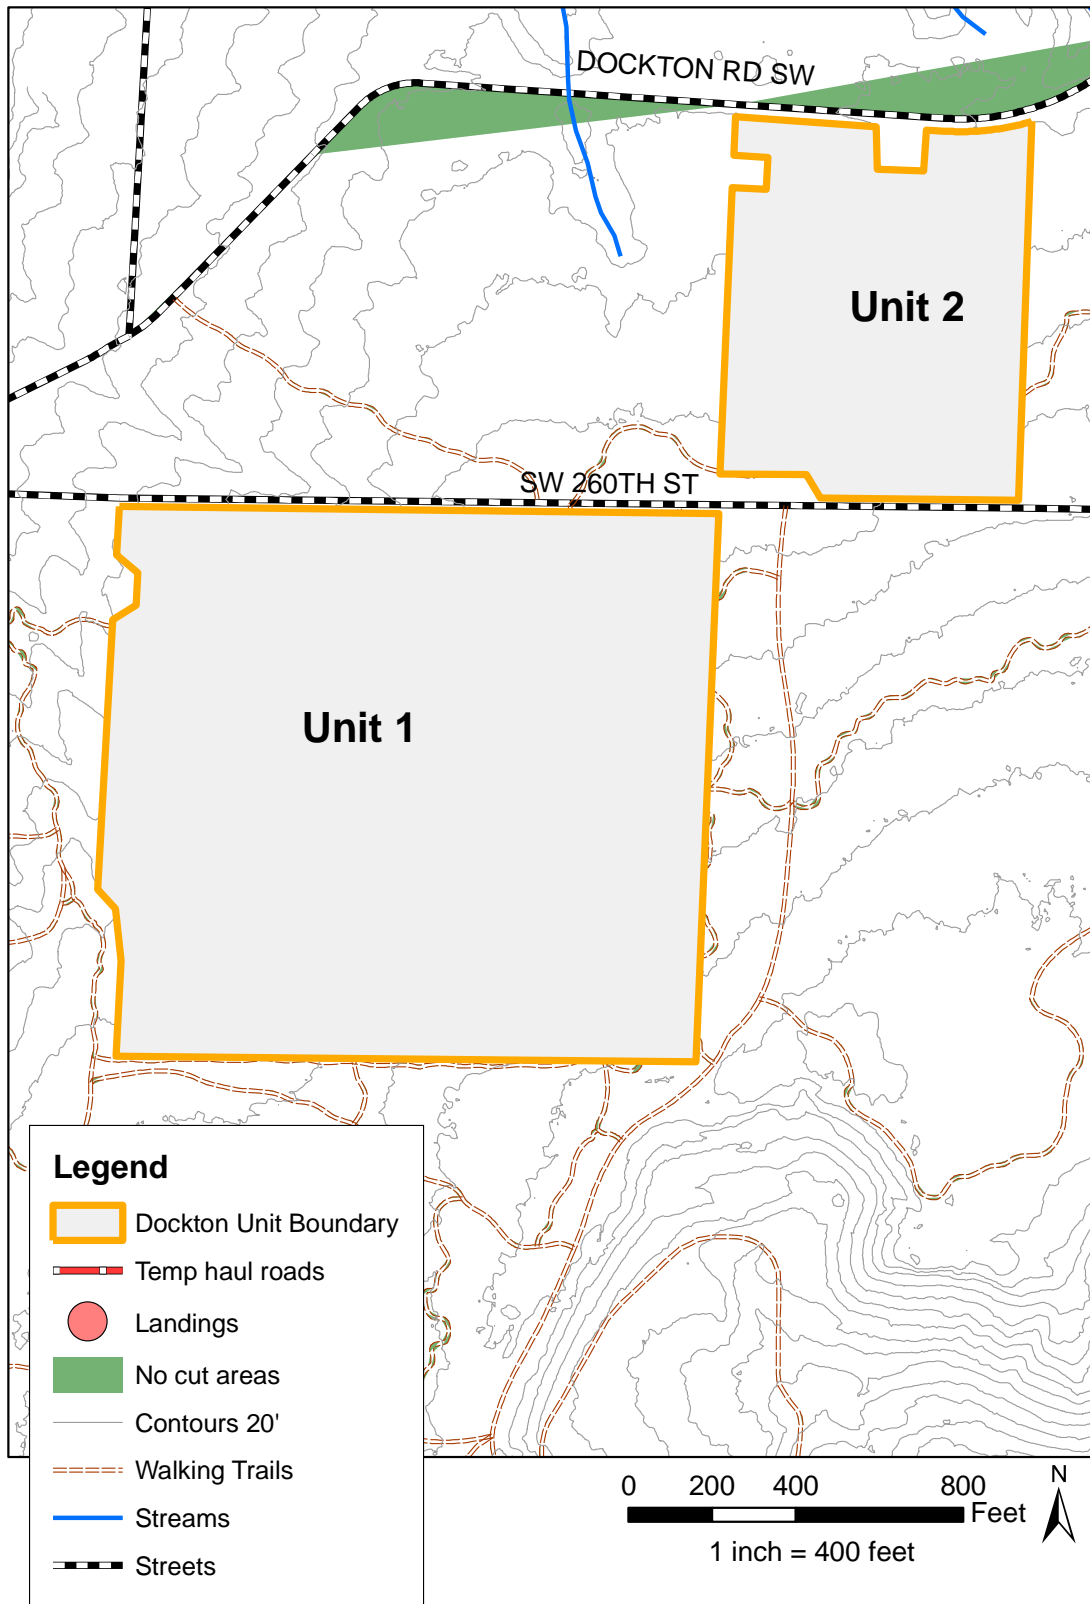 DOCKTON RD SW
Unit 2
SW 260TH ST
Unit 1
Legend
Dockton Unit Boundary
Temp haul roads
Landings
No cut areas
Contours 20'
Walking Trails
Streams
Streets
0 200 400 800
Feet
1 inch = 400 feet
N